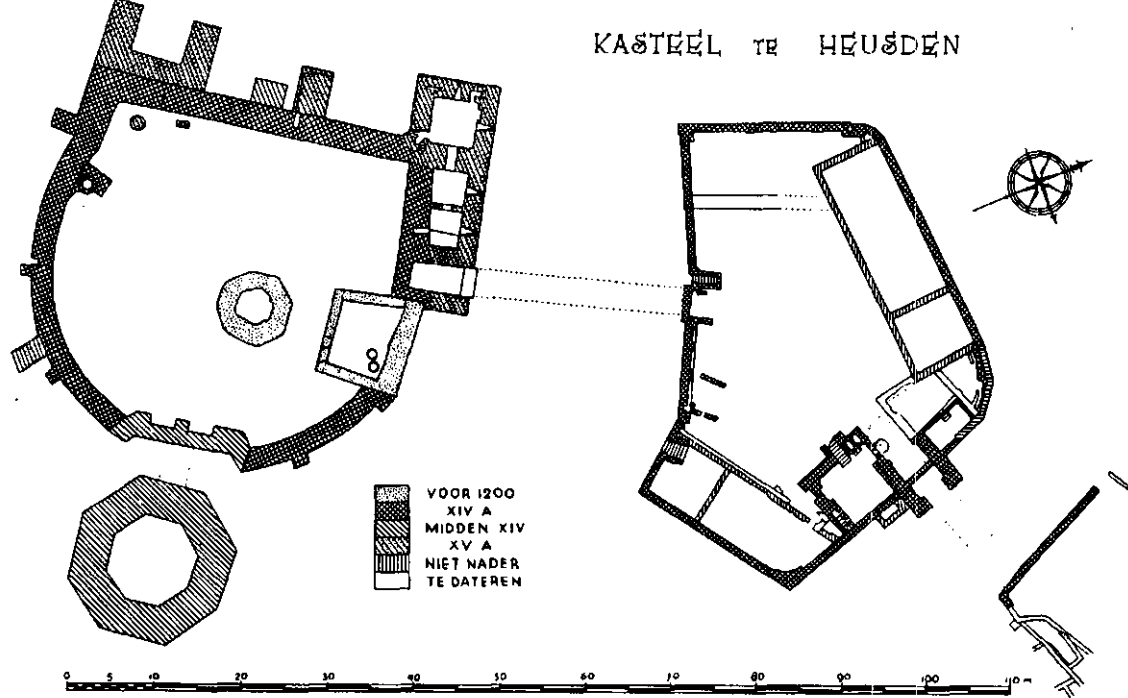 KASTEEL TE HEUSDEN
VOOR 1200
XIV A
MIDDEN XIV
XV A
NIET NADER
TE DATEREN
0 5 10 20 30 40 50 60 70 80 90 100 110 m